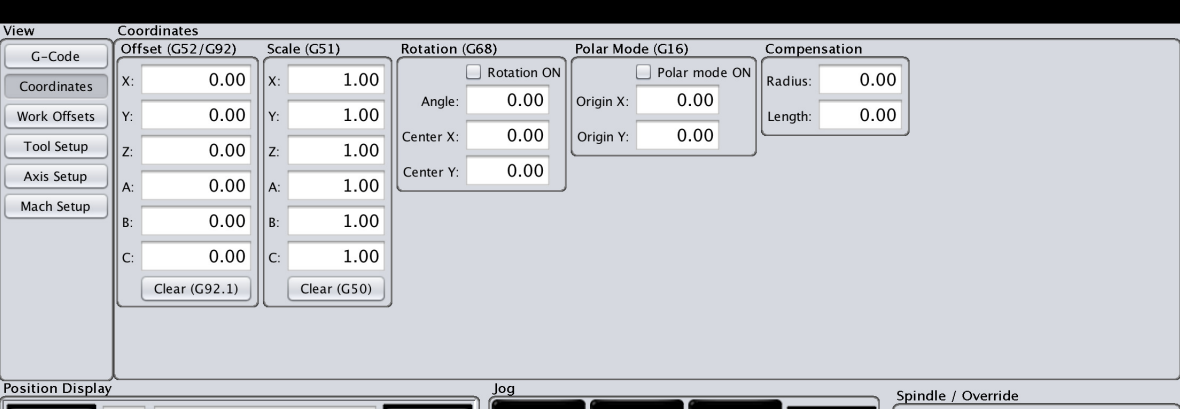 View
Coordinates
G-Code
Coordinates
Work Offsets
Tool Setup
Axis Setup
Mach Setup
Offset (G52/G92)
X: 0.00
Y: 0.00
Z: 0.00
A: 0.00
B: 0.00
C: 0.00
Clear (G92.1)
Scale (G51)
X: 1.00
Y: 1.00
Z: 1.00
A: 1.00
B: 1.00
C: 1.00
Clear (G50)
Rotation (G68)
Rotation ON
Angle: 0.00
Center X: 0.00
Center Y: 0.00
Polar Mode (G16)
Polar mode ON
Origin X: 0.00
Origin Y: 0.00
Compensation
Radius: 0.00
Length: 0.00
Position Display
Jog
Spindle / Override